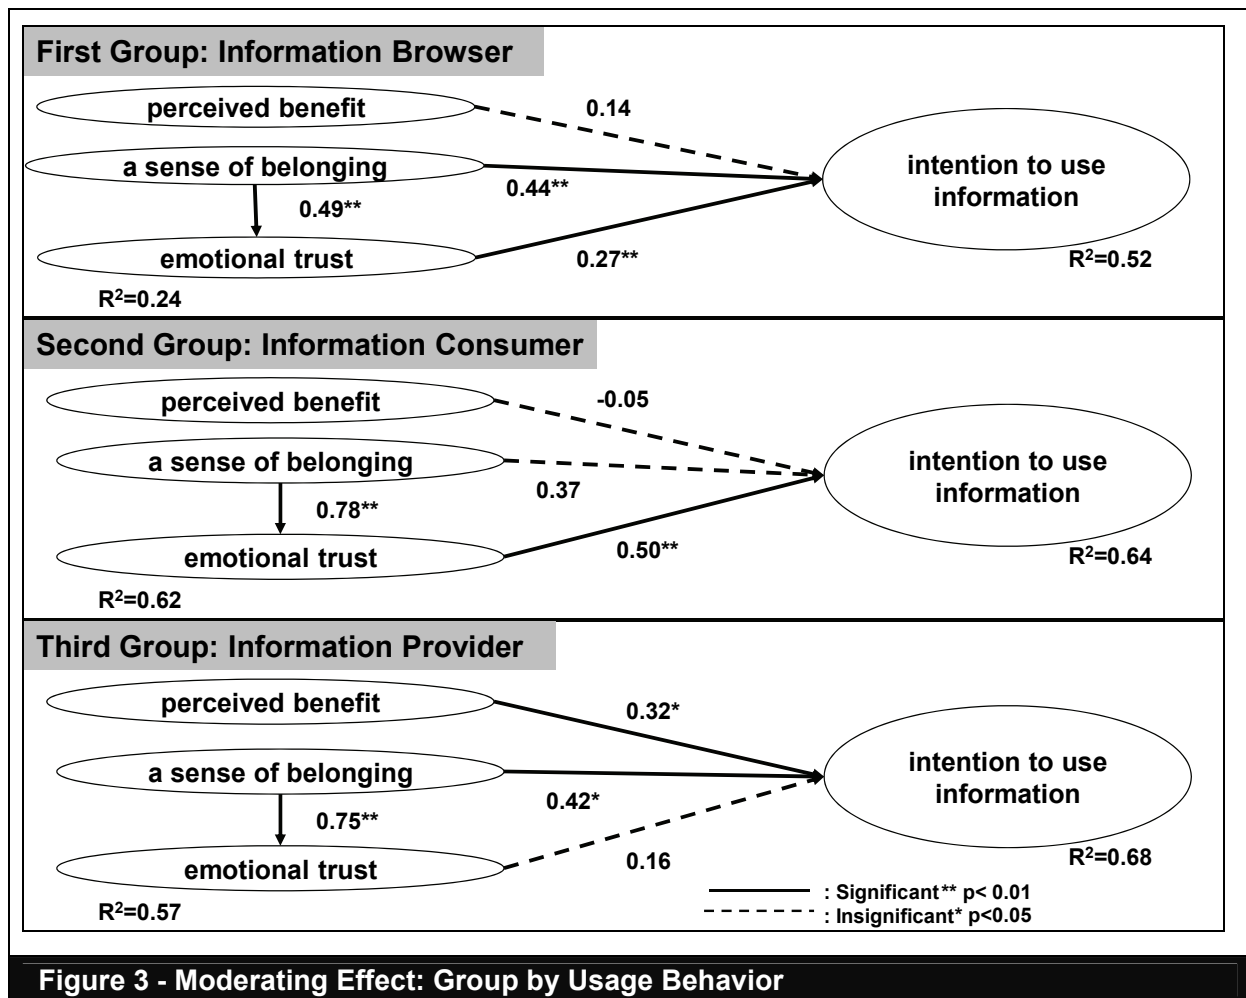 First Group: Information Browser
perceived benefit
0.14
a sense of belonging
0.44**
intention to use
information
0.49**
emotional trust
0.27**
R²=0.52
R²=0.24
Second Group: Information Consumer
perceived benefit
-0.05
a sense of belonging
0.37
intention to use
information
0.78**
emotional trust
0.50**
R²=0.64
R²=0.62
Third Group: Information Provider
perceived benefit
0.32*
a sense of belonging
0.42*
intention to use
information
0.75**
emotional trust
0.16
R²=0.68
R²=0.57
: Significant** p< 0.01
: Insignificant* p<0.05
Figure 3 - Moderating Effect: Group by Usage Behavior